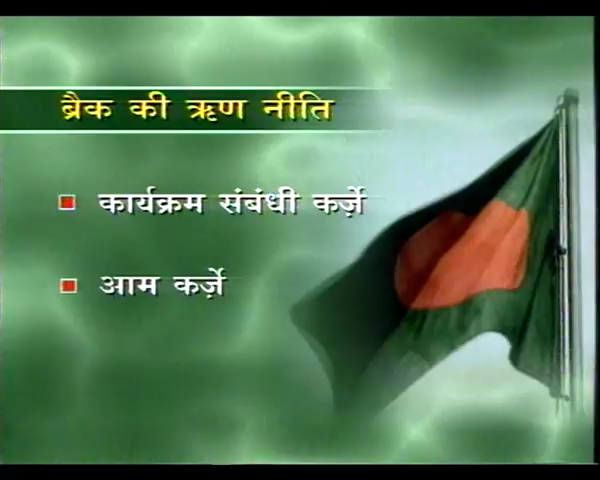 ब्रैक की ऋण नीति
कार्यक्रम संबंधी कर्ज़े
आम कर्ज़े